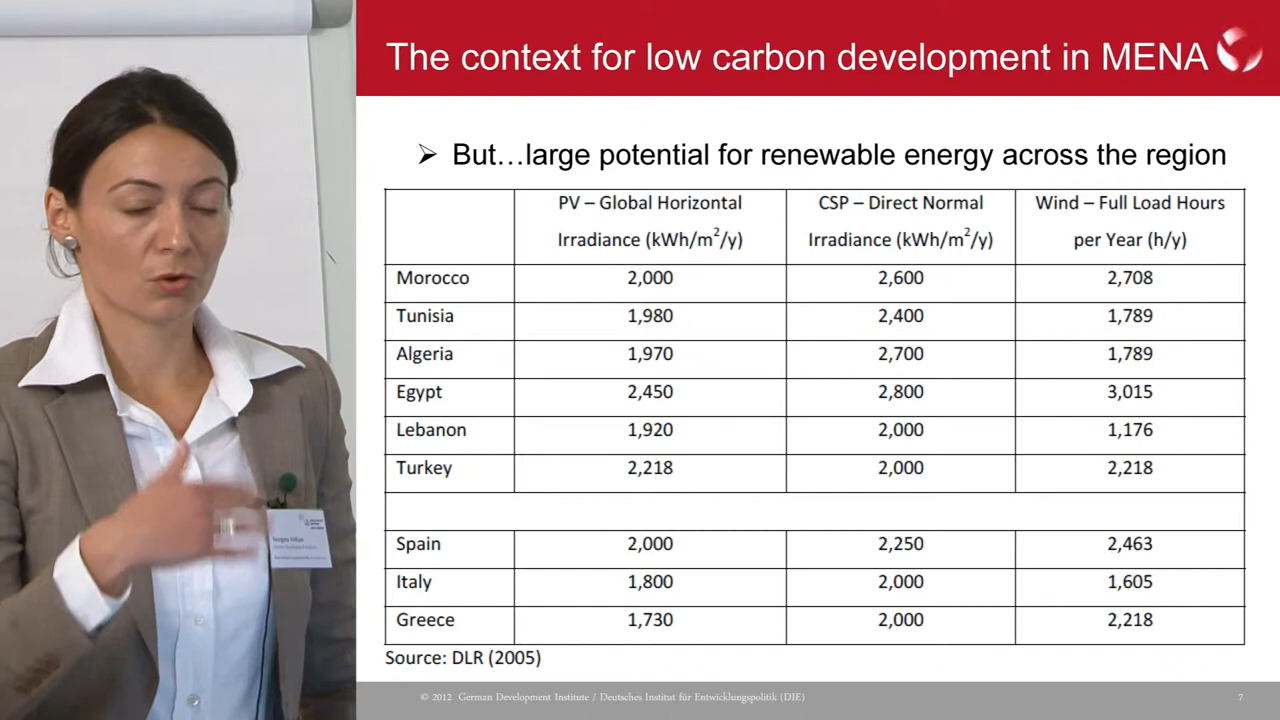 The context for low carbon development in MENA
➢ But…large potential for renewable energy across the region
PV – Global Horizontal Irradiance (kWh/m²/y) CSP – Direct Normal Irradiance (kWh/m²/y) Wind – Full Load Hours per Year (h/y)
Morocco 2,000 2,600 2,708
Tunisia 1,980 2,400 1,789
Algeria 1,970 2,700 1,789
Egypt 2,450 2,800 3,015
Lebanon 1,920 2,000 1,176
Turkey 2,218 2,000 2,218
Spain 2,000 2,250 2,463
Italy 1,800 2,000 1,605
Greece 1,730 2,000 2,218
Source: DLR (2005)
© 2012 German Development Institute / Deutsches Institut für Entwicklungspolitik (DIE) 7